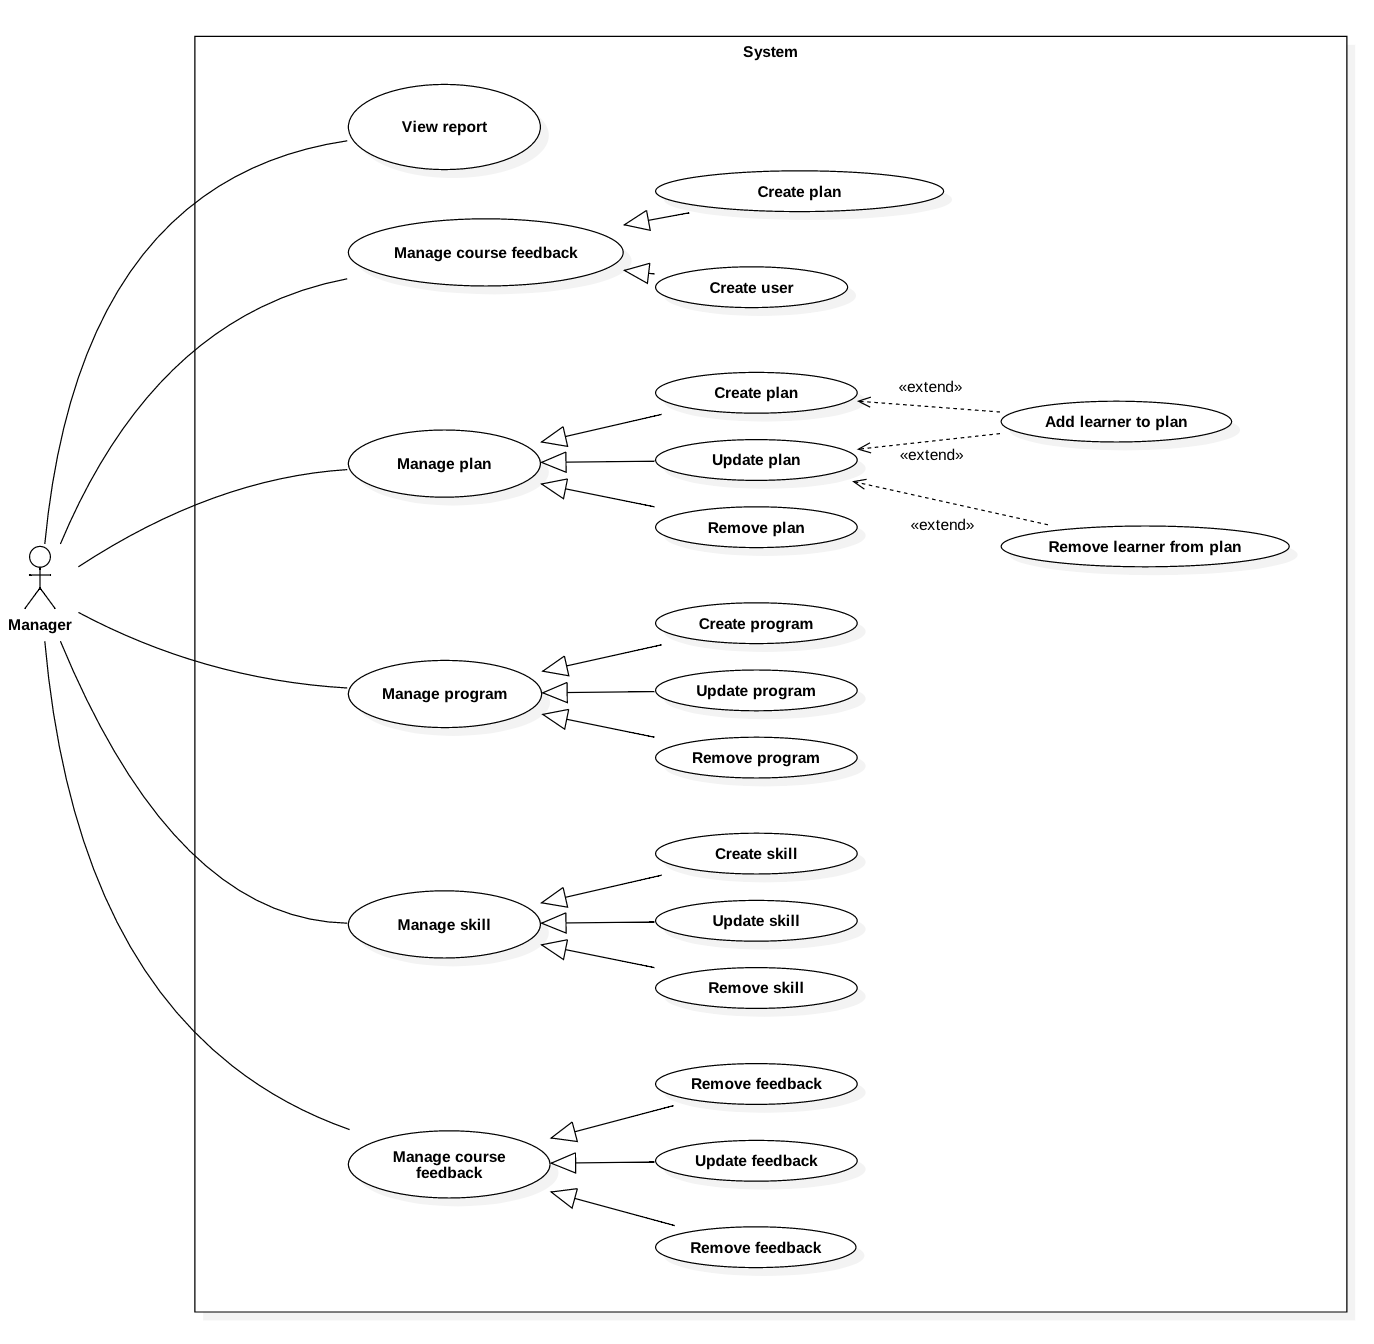 System
View report
Create plan
Manage course feedback
Create user
Create plan
«extend»
Add learner to plan
Manage plan
Update plan
«extend»
Remove plan
«extend»
Remove learner from plan
Manager
Create program
Manage program
Update program
Remove program
Create skill
Manage skill
Update skill
Remove skill
Remove feedback
Manage course
feedback
Update feedback
Remove feedback